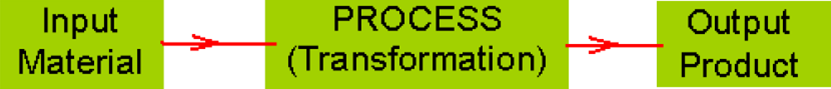 Input
Material
PROCESS
(Transformation)
Output
Product